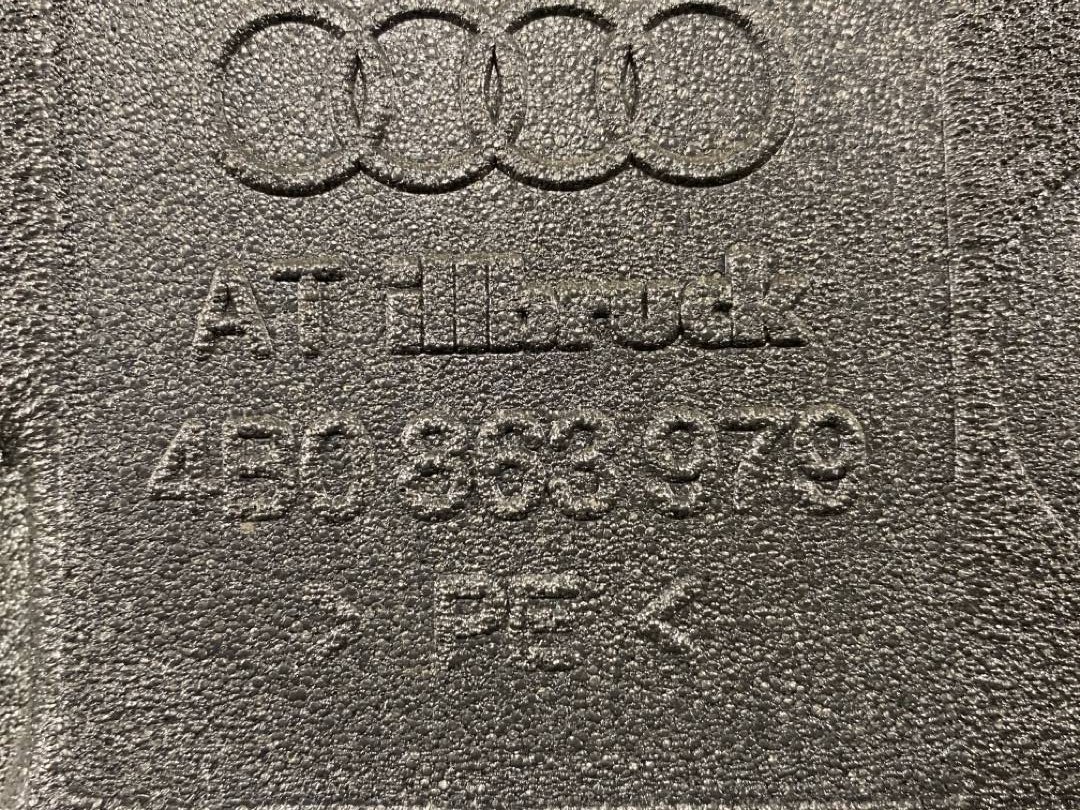 AT illbruck
4B0 863 979
> PE <